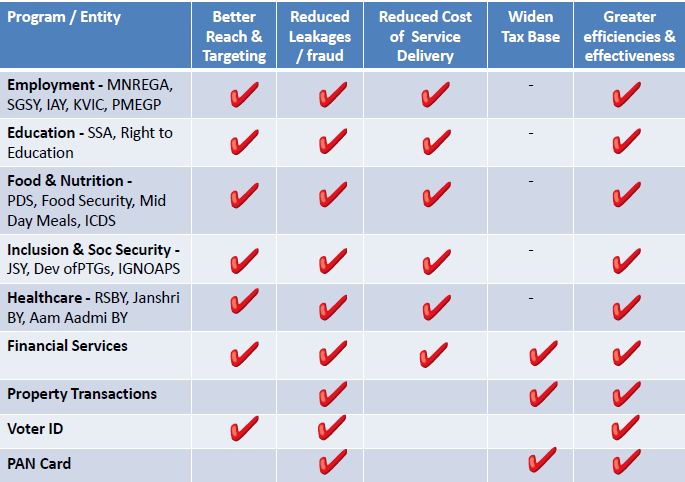 Program / Entity
Better
Reach &
Targeting
Reduced
Leakages
/ fraud
Reduced Cost
of Service
Delivery
Widen
Tax Base
Greater
efficiencies &
effectiveness
Employment - MNREGA,
SGSY, IAY, KVIC, PMEGP
-
Education - SSA, Right to
Education
-
Food & Nutrition -
PDS, Food Security, Mid
Day Meals, ICDS
-
Inclusion & Soc Security -
JSY, Dev ofPTGs, IGNOAPS
-
Healthcare - RSBY, Janshri
BY, Aam Aadmi BY
-
Financial Services
Property Transactions
Voter ID
PAN Card